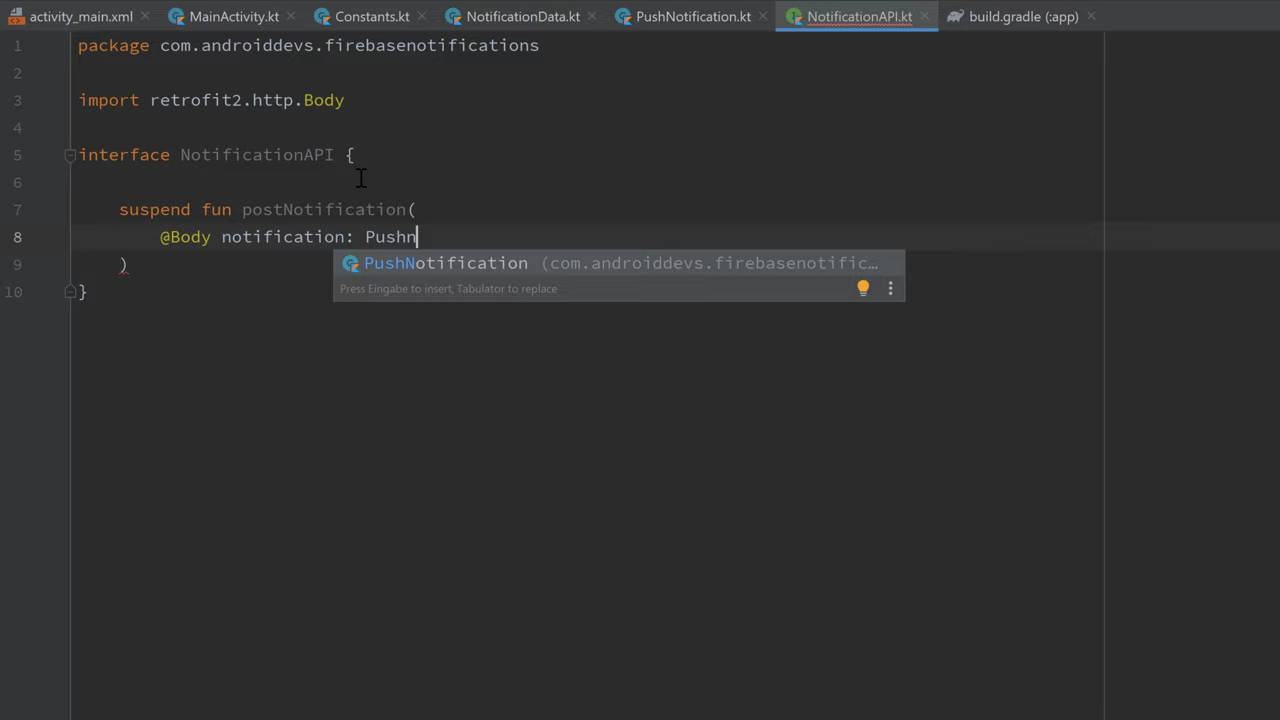 activity_main.xml MainActivity.kt Constants.kt NotificationData.kt PushNotification.kt NotificationAPI.kt build.gradle (:app)
1 package com.androiddevs.firebasenotifications
2
3 import retrofit2.http.Body
4
5 interface NotificationAPI {
6
7 suspend fun postNotification(
8 @Body notification: Pushn
PushNotification (com.androiddevs.firebasenotific…
9 )
Press Eingabe to insert, Tabulator to replace
10 }